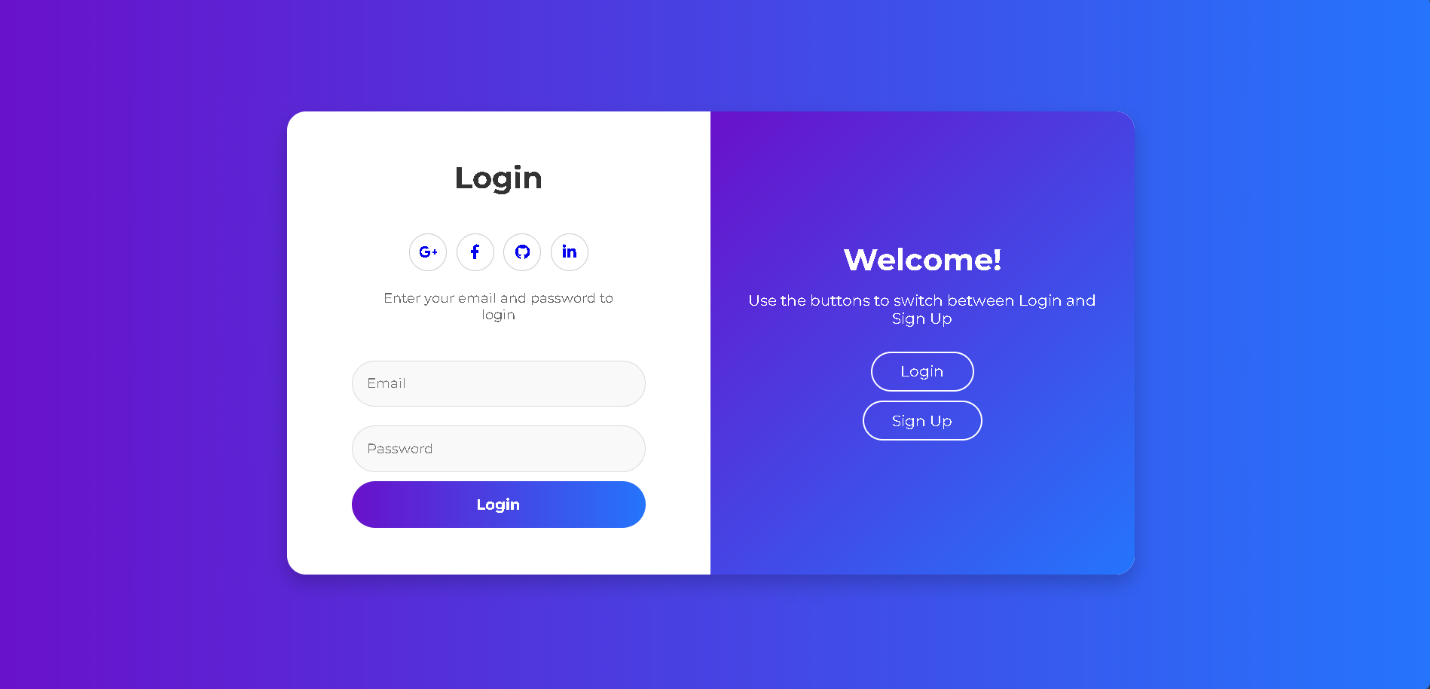 Login
G+
f
in
Enter your email and password to
login
Email
Password
Login
Welcome!
Use the buttons to switch between Login and
Sign Up
Login
Sign Up